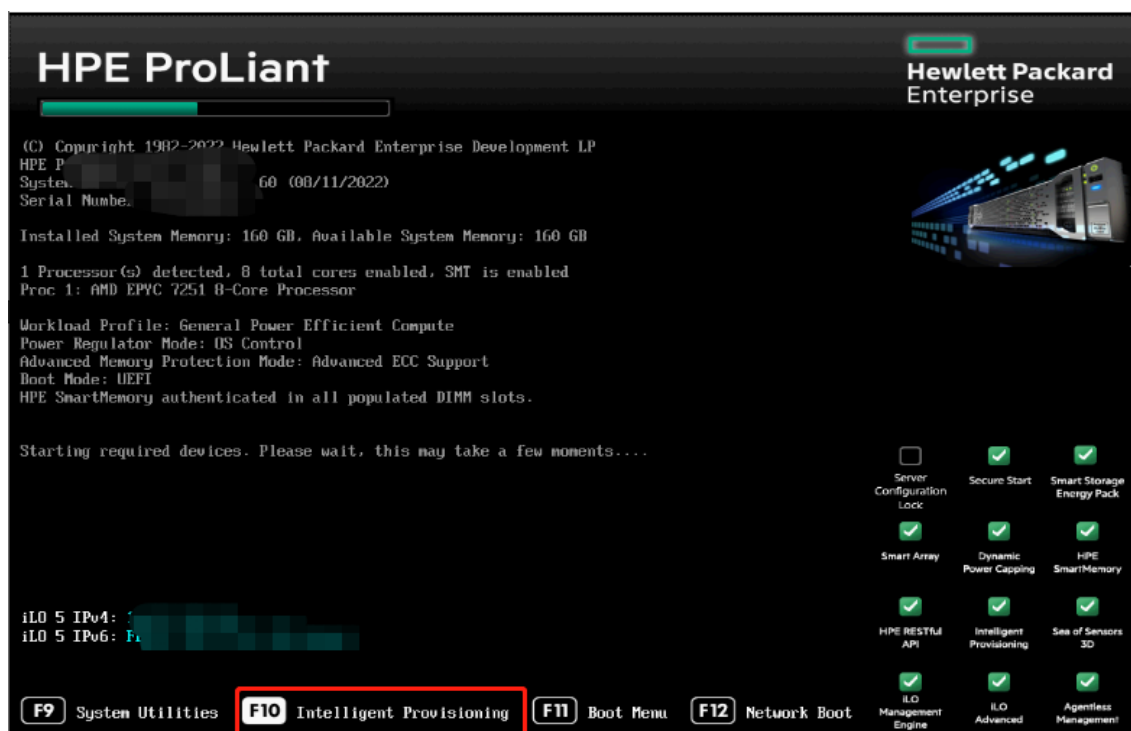 HPE ProLiant
Hewlett Packard
Enterprise
(C) Copyright 1982-2022 Hewlett Packard Enterprise Development LP
HPE
60 (08/11/2022)
Serial
Installed System Memory: 160 GB, Available System Memory: 160 GB
1 Processor(s) detected, 8 total cores enabled, SMT is enabled
Proc 1: AMD EPYC 7251 8-Core Processor
Workload Profile: General Power Efficient Compute
Power Regulator Mode: OS Control
Advanced Memory Protection Mode: Advanced ECC Support
Boot Mode: UEFI
HPE SmartMemory authenticated in all populated DIMM slots.
Starting required devices. Please wait, this may take a few moments....
Server
Configuration
Lock
Secure Start
Smart Storage
Energy Pack
Smart Array
Dynamic
Power Capping
HPE
SmartMemory
HPE RESTful
API
Intelligent
Provisioning
Sea of Sensors
3D
iLO
Management
Engine
iLO
Advanced
Agentless
Management
iLO 5 IPv4:
iLO 5 IPv6:
F9 System Utilities F10 Intelligent Provisioning F11 Boot Menu F12 Network Boot